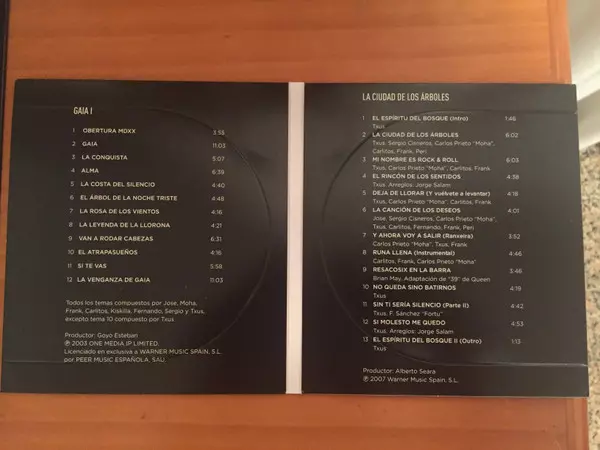 GAIA I
1 OBERTURA MDXX 3:55
2 GAIA 11:03
3 LA CONQUISTA 5:07
4 ALMA 6:39
5 LA COSTA DEL SILENCIO 4:40
6 EL ÁRBOL DE LA NOCHE TRISTE 4:48
7 LA ROSA DE LOS VIENTOS 4:16
8 LA LEYENDA DE LA LLORONA 4:21
9 VAN A RODAR CABEZAS 6:31
10 EL ATRAPASUEÑOS 4:16
11 SI TE VAS 5:58
12 LA VENGANZA DE GAIA 11:03
Todos los temas compuestos por Jose, Moha,
Frank, Carlitos, Kiskilla, Fernando, Sergio y Txus,
excepto tema 10 compuesto por Txus
Productor: Goyo Esteban
Ⓟ 2003 ONE MEDIA IP LIMITED.
Licenciado en exclusiva a WARNER MUSIC SPAIN, S.L.
por PEER MUSIC ESPAÑOLA, SAU.
LA CIUDAD DE LOS ÁRBOLES
1 EL ESPÍRITU DEL BOSQUE (Intro) 1:46
Txus
2 LA CIUDAD DE LOS ÁRBOLES 6:02
Txus, Sergio Cisneros, Carlos Prieto "Moha",
Carlitos, Frank, Peri
3 MI NOMBRE ES ROCK & ROLL 6:03
Txus, Carlos Prieto "Moha", Carlitos, Frank
4 EL RINCÓN DE LOS SENTIDOS 4:38
Txus. Arreglos: Jorge Salam
5 DEJA DE LLORAR (Y vuélvete a levantar) 4:18
Txus, Carlos Prieto "Moha", Carlitos, Frank
6 LA CANCIÓN DE LOS DESEOS 4:01
Jose, Sergio Cisneros, Carlos Prieto "Moha",
Txus, Carlitos, Fernando, Frank, Peri
7 Y AHORA VOY A SALIR (Ranxeira) 3:52
Carlos Prieto "Moha", Txus, Frank
8 RUNA LLENA (Instrumental) 3:46
Carlitos, Frank, Carlos Prieto "Moha"
9 RESACOSIX EN LA BARRA 3:46
Brian May. Adaptación de "39" de Queen
10 NO QUEDA SINO BATIRNOS 5:19
Txus
11 SIN TI SERÍA SILENCIO (Parte II) 4:42
Txus, F. Sánchez "Fortu"
12 SI MOLESTO ME QUEDO 4:53
Txus. Arreglos: Jorge Salam
13 EL ESPÍRITU DEL BOSQUE II (Outro) 1:13
Txus
Productor: Alberto Seara
Ⓟ 2007 Warner Music Spain, S.L.